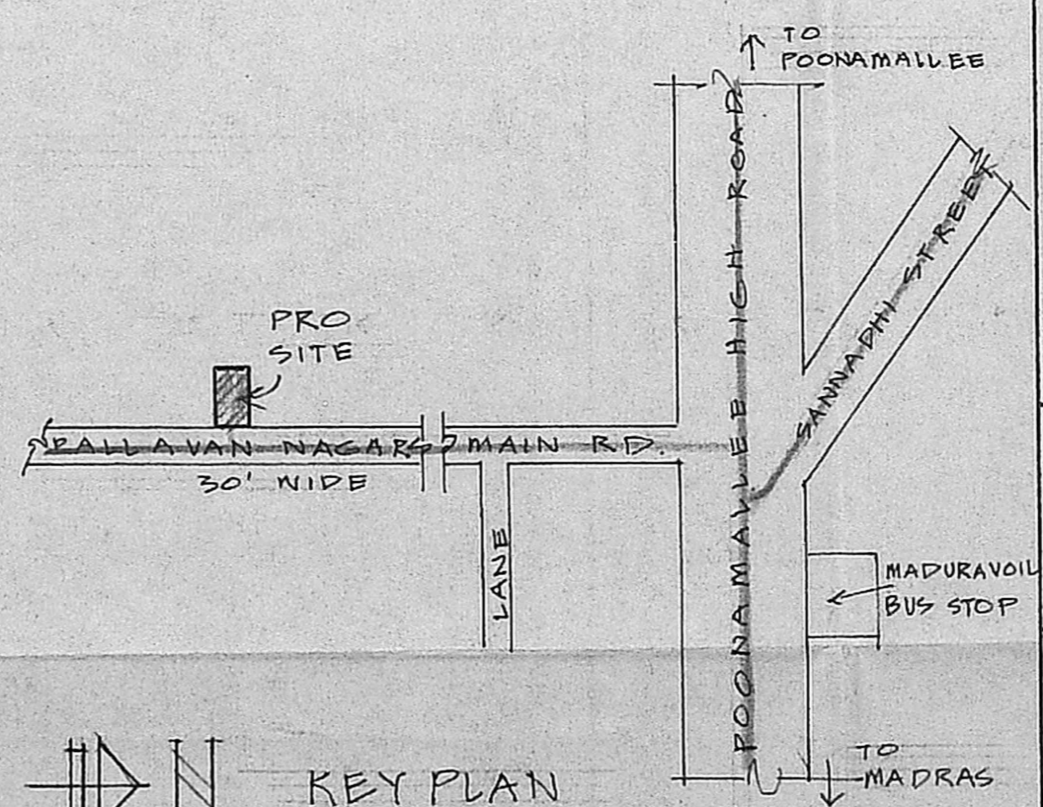 TO
POONAMALLEE
POONAMALLEE HIGH ROAD
SANNADHI STREET
PRO
SITE
PALLAVAN NAGAR MAIN RD.
30' WIDE
LANE
MADURAVOIL
BUS STOP
TO
MADRAS
N
KEY PLAN